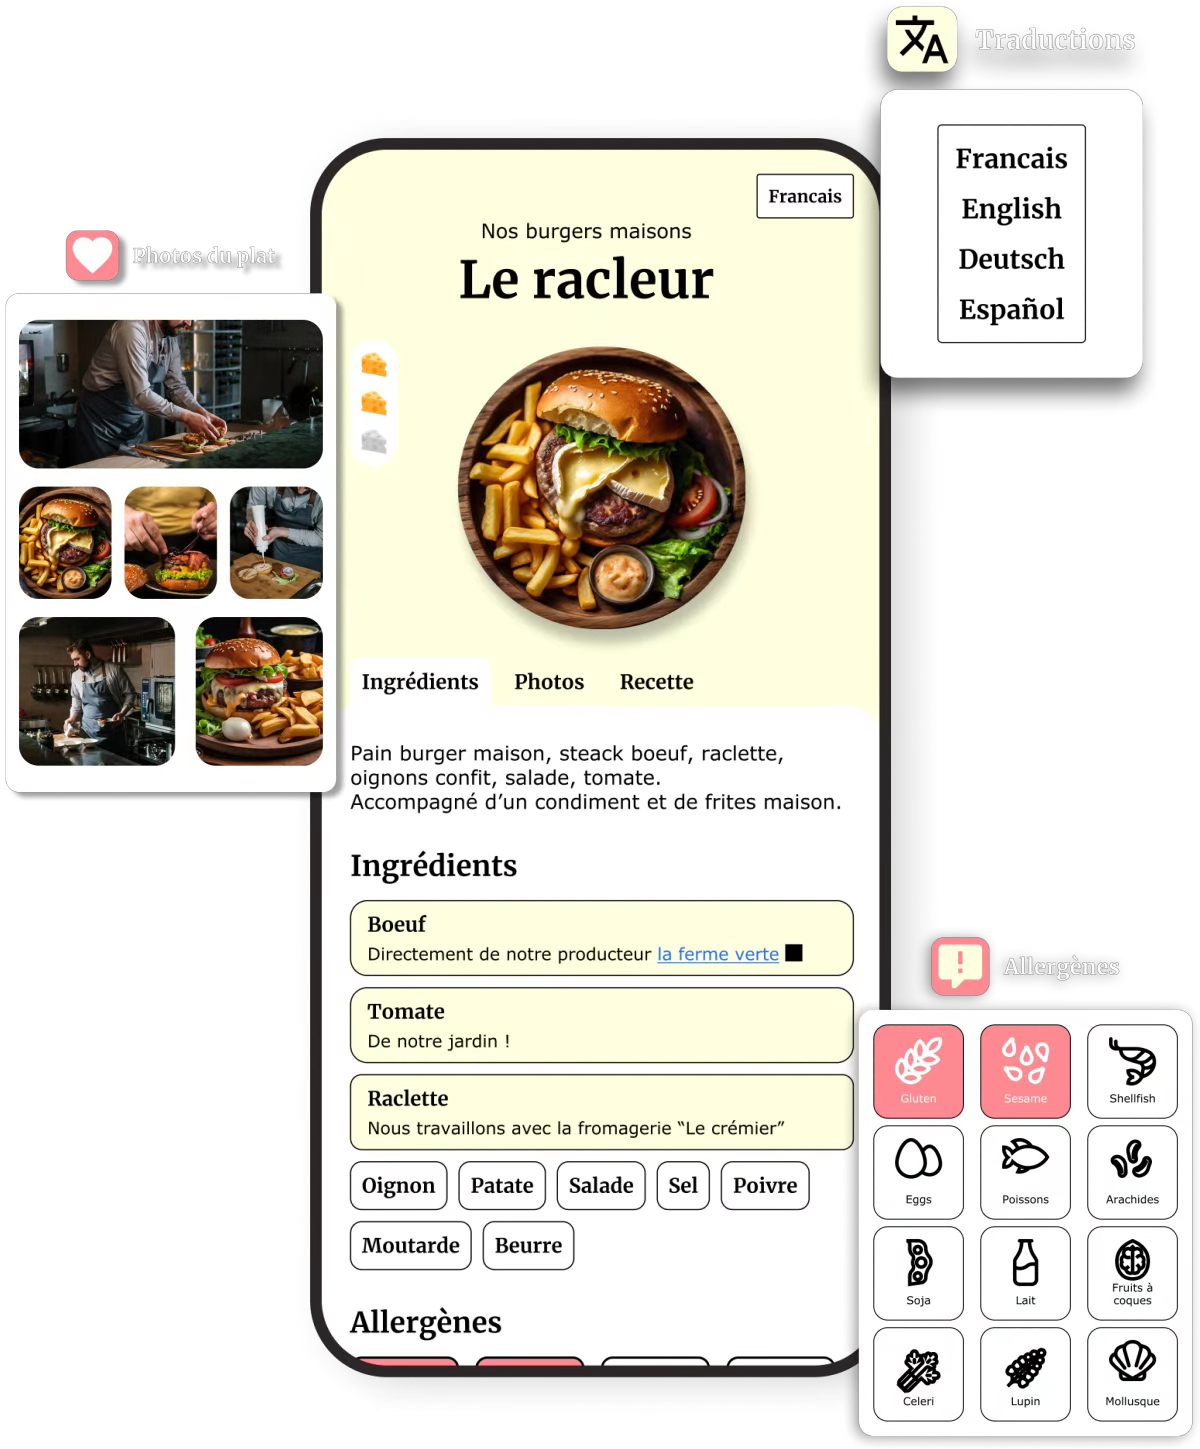 Traductions
Francais
English
Deutsch
Español
Francais
Nos burgers maisons
Le racleur
Photos du plat
Ingrédients
Photos
Recette
Pain burger maison, steack boeuf, raclette,
oignons confit, salade, tomate.
Accompagné d’un condiment et de frites maison.
Ingrédients
Boeuf
Directement de notre producteur la ferme verte
Tomate
De notre jardin !
Raclette
Nous travaillons avec la fromagerie “Le crémier”
Oignon
Patate
Salade
Sel
Poivre
Moutarde
Beurre
Allergènes
Allergènes
Gluten
Sesame
Shellfish
Eggs
Poissons
Arachides
Soja
Lait
Fruits à
coques
Celeri
Lupin
Mollusque